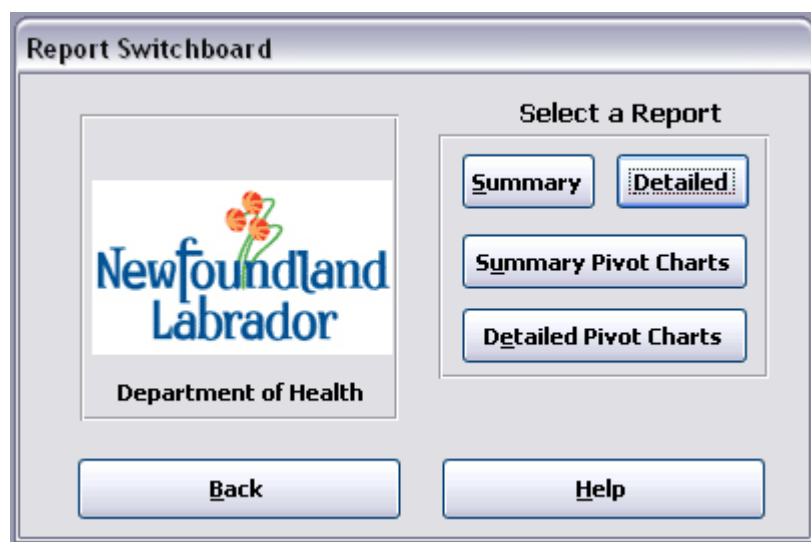 Report Switchboard
Select a Report
Summary Detailed
Newfoundland
Labrador
Summary Pivot Charts
Detailed Pivot Charts
Department of Health
Back Help